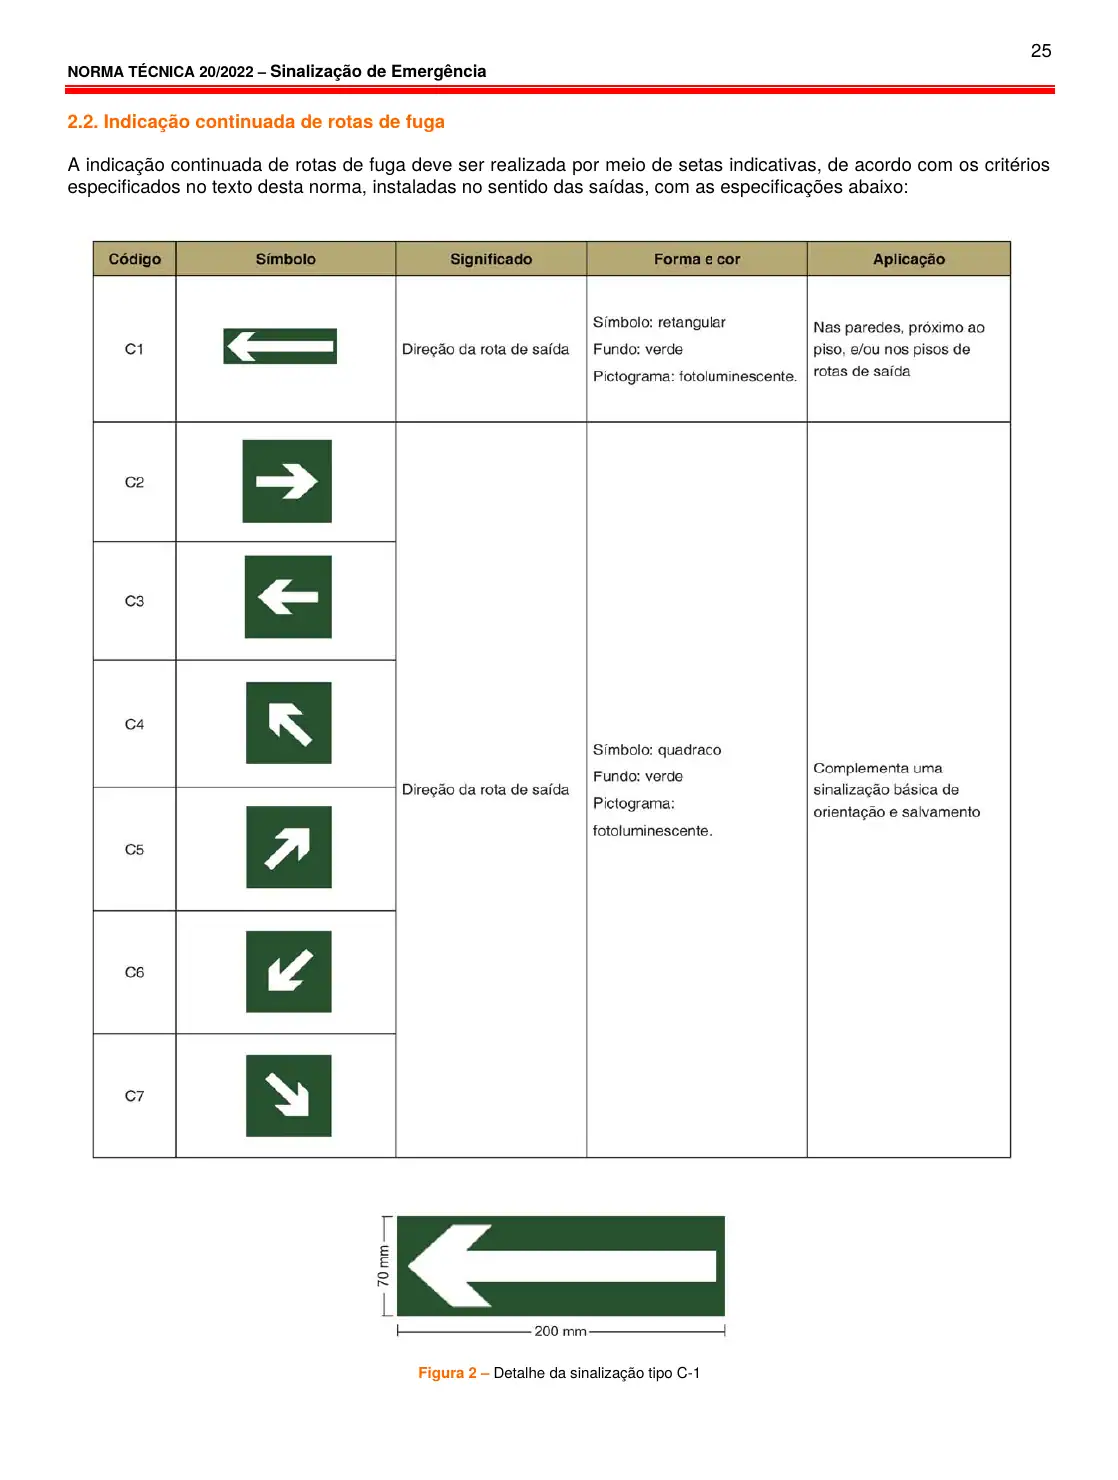 25
NORMA TÉCNICA 20/2022 – Sinalização de Emergência
2.2. Indicação continuada de rotas de fuga
A indicação continuada de rotas de fuga deve ser realizada por meio de setas indicativas, de acordo com os critérios
especificados no texto desta norma, instaladas no sentido das saídas, com as especificações abaixo:
Código Símbolo Significado Forma e cor Aplicação
C1
Direção da rota de saída
Símbolo: retangular
Fundo: verde
Pictograma: fotoluminescente.
Nas paredes, próximo ao
piso, e/ou nos pisos de
rotas de saída
C2
C3
C4
C5
C6
C7
Direção da rota de saída
Símbolo: quadraco
Fundo: verde
Pictograma:
fotoluminescente.
Complementa uma
sinalização básica de
orientação e salvamento
70 mm
200 mm
Figura 2 – Detalhe da sinalização tipo C-1